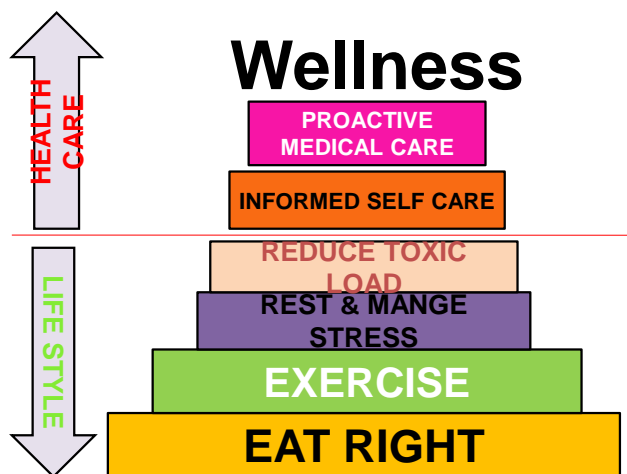 Wellness
HEALTH
CARE
PROACTIVE
MEDICAL CARE
INFORMED SELF CARE
LIFE STYLE
REDUCE TOXIC
LOAD
REST & MANGE
STRESS
EXERCISE
EAT RIGHT